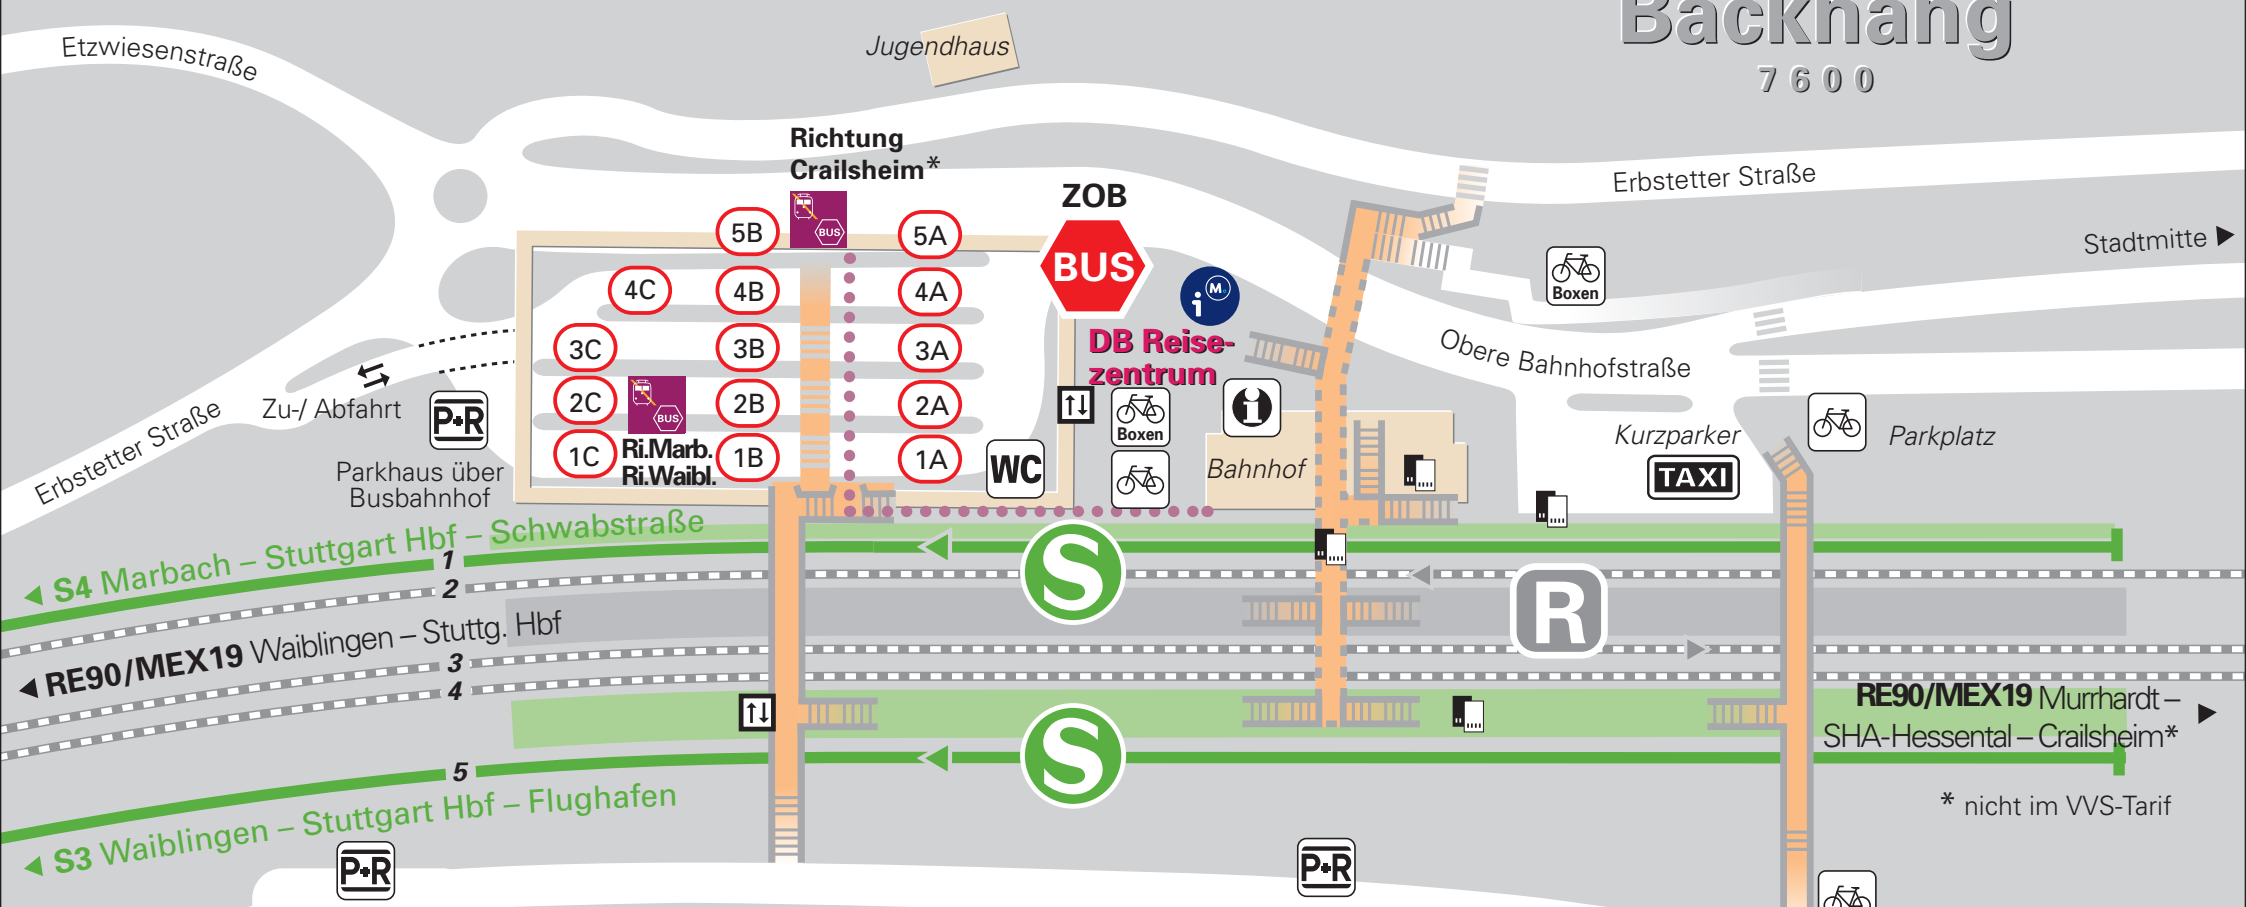 Backnang
7600
Etzwiesenstraße
Jugendhaus
Richtung
Crailsheim*
BUS
ZOB
BUS
Erbstetter Straße
Stadtmitte
5B
5A
4C
4B
4A
3C
3B
3A
2C
2B
2A
1C
1B
1A
BUS
Ri.Marb.
Ri.Waibl.
WC
i M.
DB Reise-
zentrum
Boxen
Boxen
i
Obere Bahnhofstraße
Kurzparker
TAXI
Parkplatz
Bahnhof
Zu-/ Abfahrt
P+R
Erbstetter Straße
Parkhaus über
Busbahnhof
S4 Marbach – Stuttgart Hbf – Schwabstraße
1
2
S
R
RE90/MEX19 Waiblingen – Stuttg. Hbf
3
4
RE90/MEX19 Murrhardt –
SHA-Hessental – Crailsheim*
5
S
S3 Waiblingen – Stuttgart Hbf – Flughafen
* nicht im VVS-Tarif
P+R
P+R